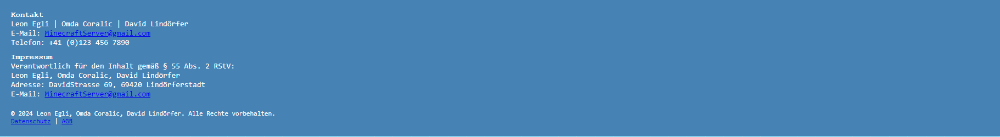 Kontakt
Leon Egli | Omda Coralic | David Lindörfer
E-Mail: MinecraftServer@gmail.com
Telefon: +41 (0)123 456 7890
Impressum
Verantwortlich für den Inhalt gemäß § 55 Abs. 2 RStV:
Leon Egli, Omda Coralic, David Lindörfer
Adresse: DavidStrasse 69, 69420 Lindörferstadt
E-Mail: MinecraftServer@gmail.com
© 2024 Leon Egli, Omda Coralic, David Lindörfer. Alle Rechte vorbehalten.
Datenschutz | AGB